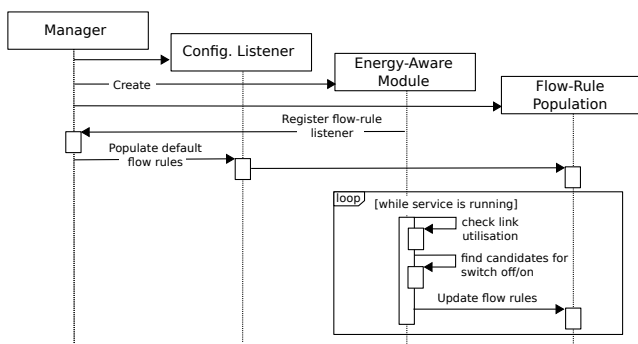 Manager
Config. Listener
Energy-Aware
Module
Flow-Rule
Population
Create
Register flow-rule
listener
Populate default
flow rules
loop
[while service is running]
check link
utilisation
find candidates for
switch off/on
Update flow rules